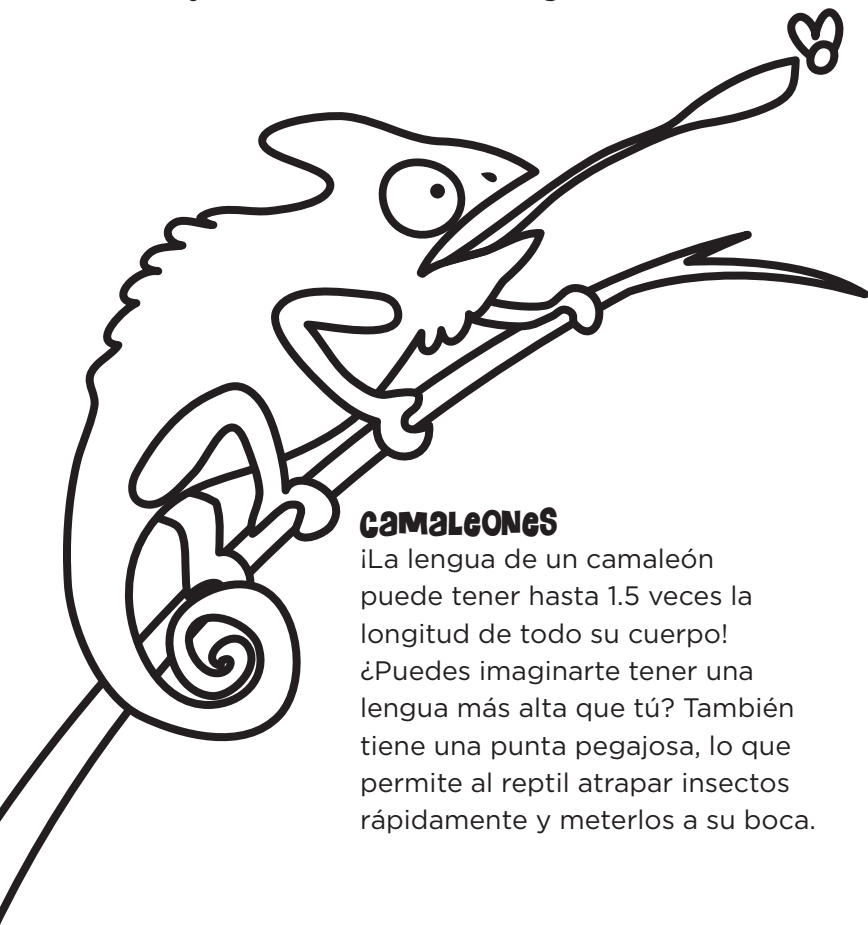 CAMALEONES
¡La lengua de un camaleón
puede tener hasta 1.5 veces la
longitud de todo su cuerpo!
¿Puedes imaginarte tener una
lengua más alta que tú? También
tiene una punta pegajosa, lo que
permite al reptil atrapar insectos
rápidamente y meterlos a su boca.